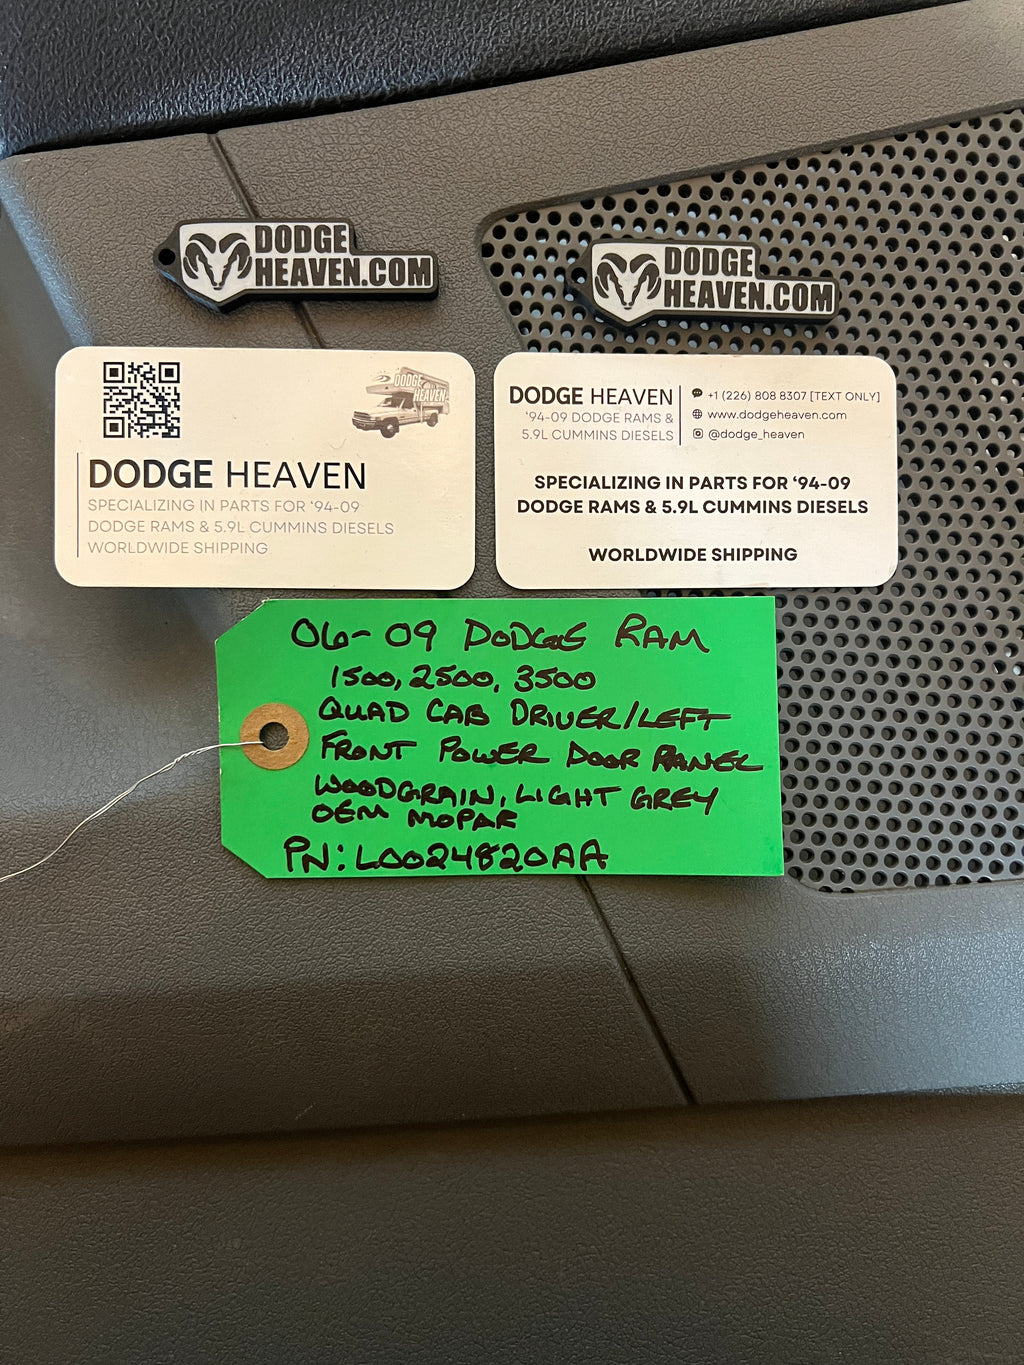 DODGE
HEAVEN.COM
DODGE
HEAVEN.COM
DODGE
HEAVEN
DODGE HEAVEN
SPECIALIZING IN PARTS FOR ‘94-09
DODGE RAMS & 5.9L CUMMINS DIESELS
WORLDWIDE SHIPPING
DODGE HEAVEN
‘94-09 DODGE RAMS &
5.9L CUMMINS DIESELS
+1 (226) 808 8307 [TEXT ONLY]
www.dodgeheaven.com
@dodge_heaven
SPECIALIZING IN PARTS FOR ‘94-09
DODGE RAMS & 5.9L CUMMINS DIESELS
WORLDWIDE SHIPPING
06-09 DODGE RAM
1500, 2500, 3500
QUAD CAB DRIVER/LEFT
FRONT POWER DOOR PANEL
WOODGRAIN, LIGHT GREY
OEM MOPAR
PN: L0024820AA